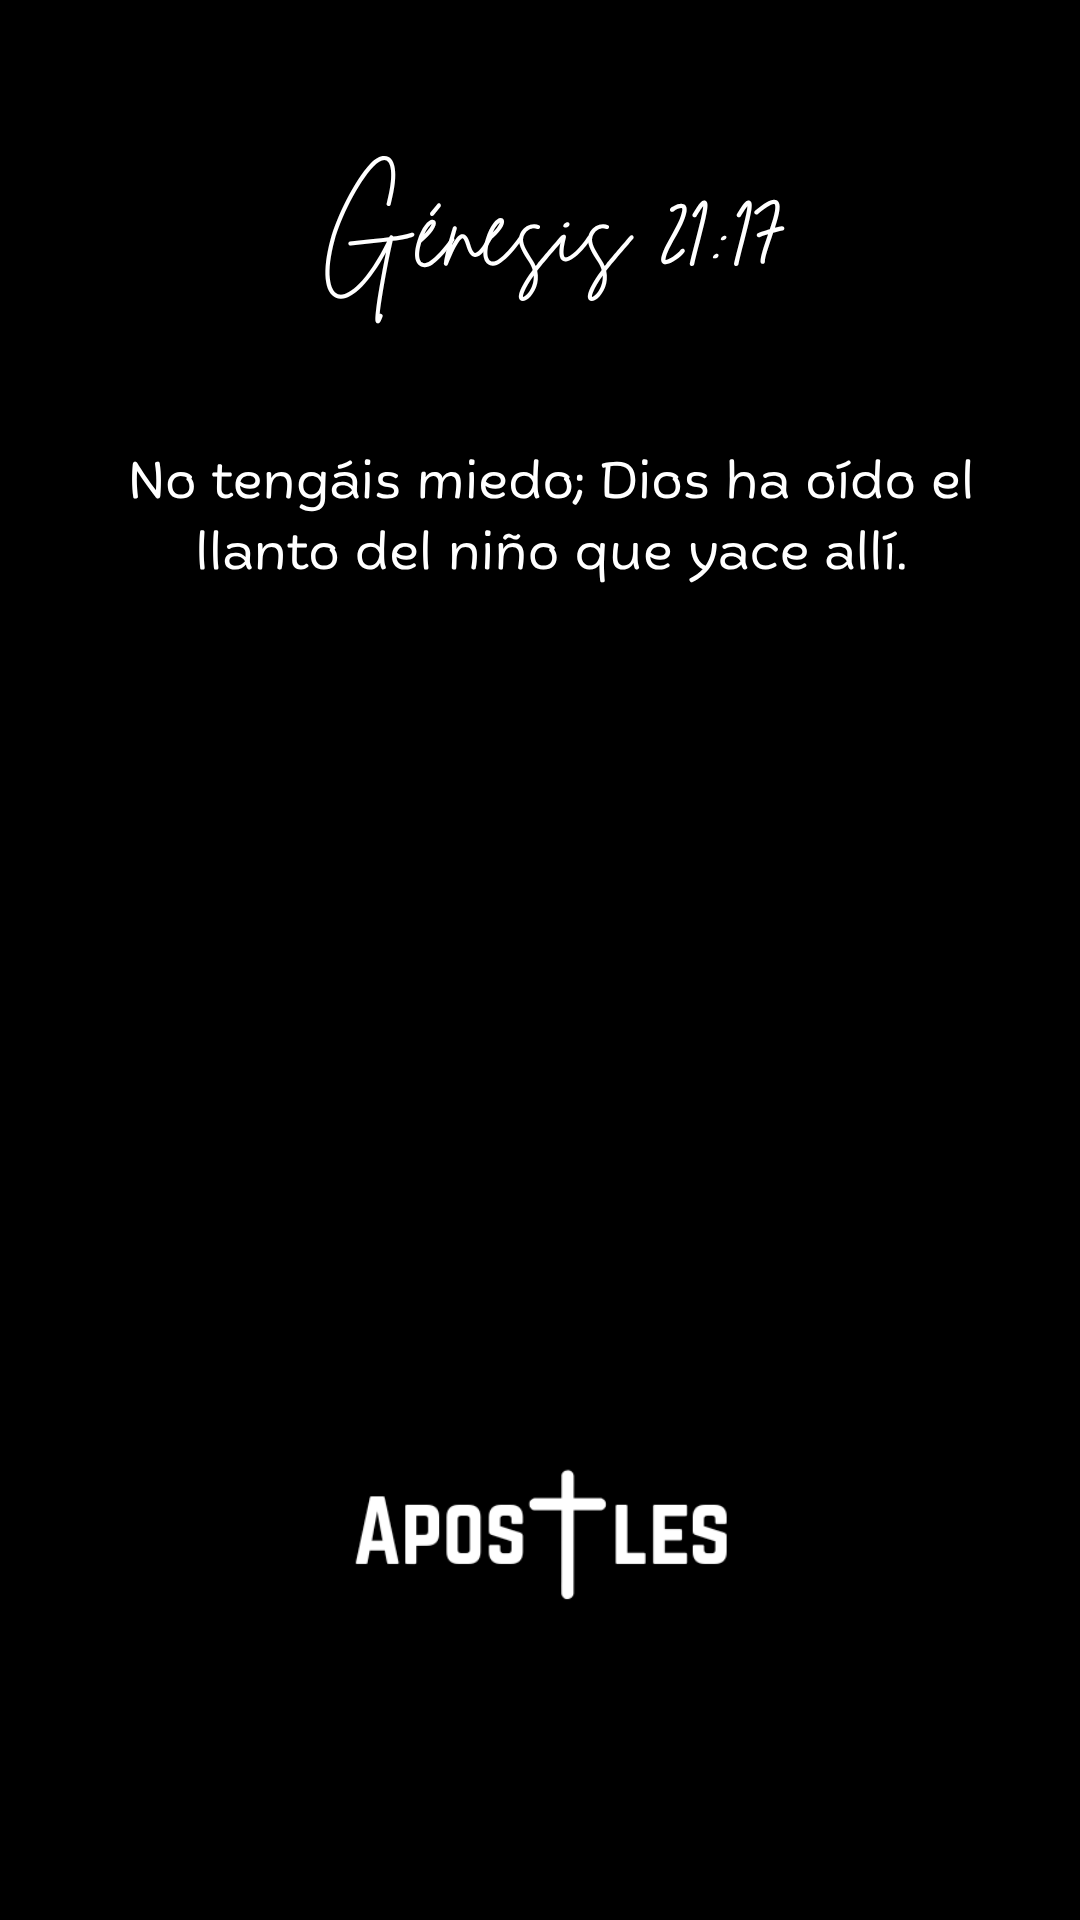 Génesis 21:17
No tengáis miedo; Dios ha oído el
llanto del niño que yace allí.
APOSTLES